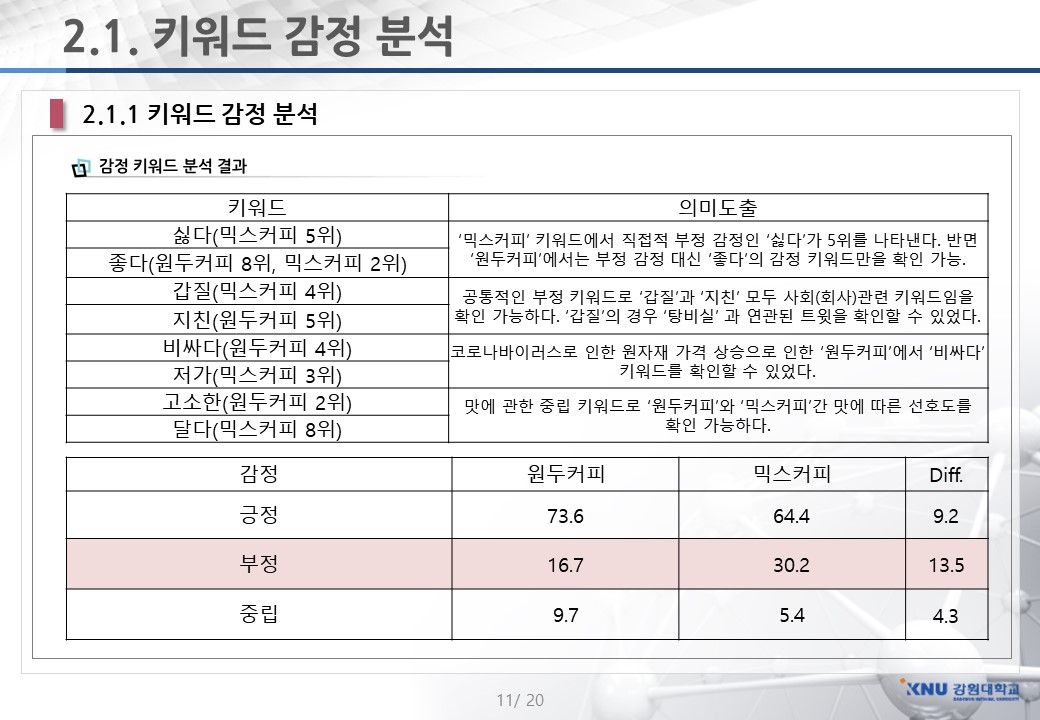 2.1. 키워드 감정 분석
2.1.1 키워드 감정 분석
감정 키워드 분석 결과
키워드 의미도출
싫다(믹스커피 5위)
좋다(원두커피 8위, 믹스커피 2위)
‘믹스커피’ 키워드에서 직접적 부정 감정인 ‘싫다’가 5위를 나타낸다. 반면
‘원두커피’에서는 부정 감정 대신 ‘좋다’의 감정 키워드만을 확인 가능.
갑질(믹스커피 4위)
지친(원두커피 5위)
공통적인 부정 키워드로 ‘갑질’과 ‘지친’ 모두 사회(회사)관련 키워드임을
확인 가능하다. ‘갑질’의 경우 ‘탕비실’ 과 연관된 트윗을 확인할 수 있었다.
비싸다(원두커피 4위)
저가(믹스커피 3위)
코로나바이러스로 인한 원자재 가격 상승으로 인한 ‘원두커피’에서 ‘비싸다’
키워드를 확인할 수 있었다.
고소한(원두커피 2위)
달다(믹스커피 8위)
맛에 관한 중립 키워드로 ‘원두커피’와 ‘믹스커피’간 맛에 따른 선호도를
확인 가능하다.
감정 원두커피 믹스커피 Diff.
긍정 73.6 64.4 9.2
부정 16.7 30.2 13.5
중립 9.7 5.4 4.3
KNU 강원대학교
KANGWON NATIONAL UNIVERSITY
11/ 20